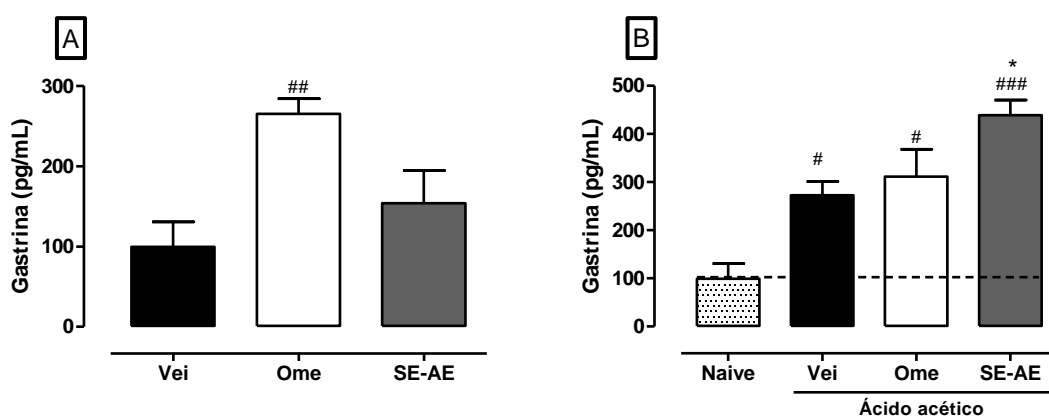 A
Gastrina (pg/mL)
300
200
100
0
##
Vei Ome SE-AE
B
Gastrina (pg/mL)
500
400
300
200
100
0
#
#
*
###
Naive Vei Ome SE-AE
Ácido acético